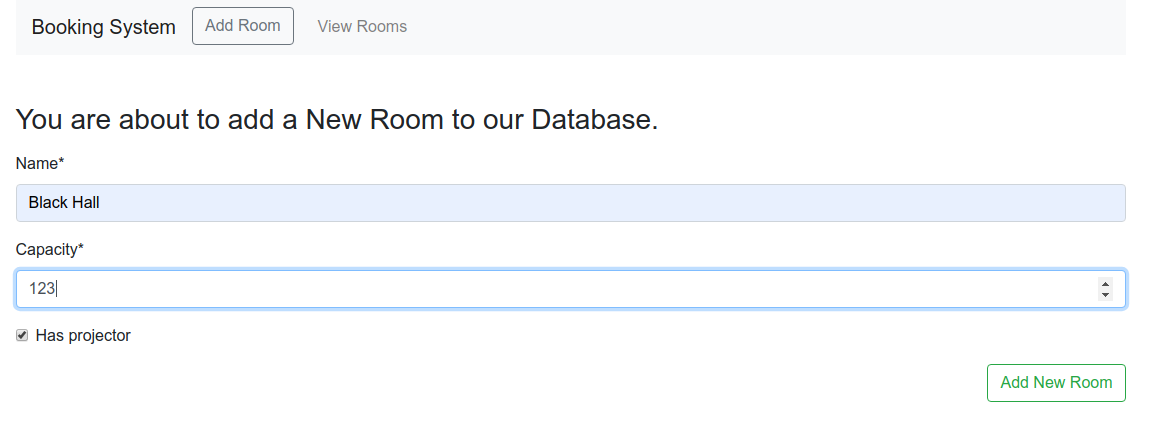 Booking System Add Room View Rooms
You are about to add a New Room to our Database.
Name*
Black Hall
Capacity*
123
Has projector
Add New Room